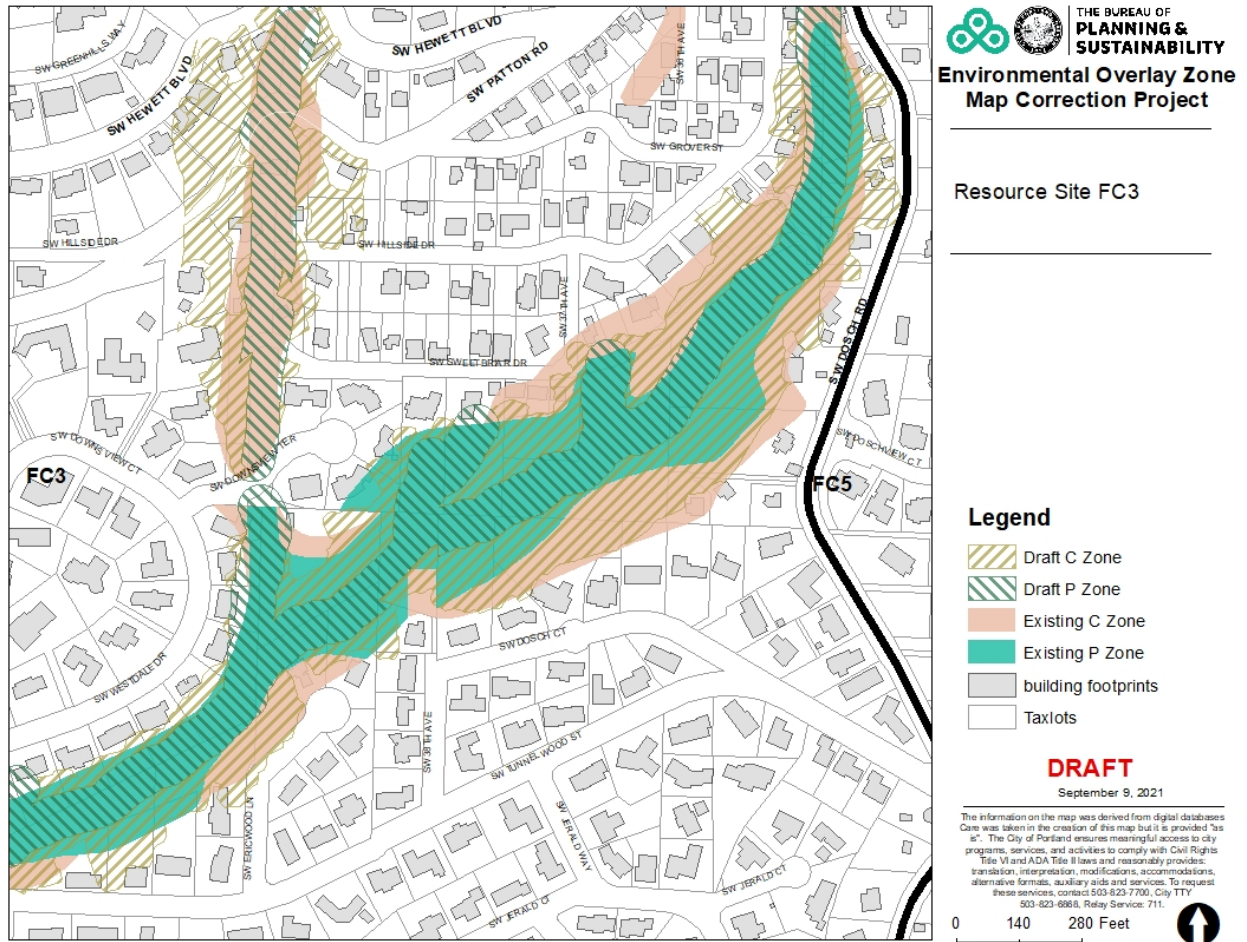 THE BUREAU OF
PLANNING &
SUSTAINABILITY
Environmental Overlay Zone
Map Correction Project
Resource Site FC3
SW GREENHILLS WAY
SW HEWETT BLVD
SW HEWETT BLVD
SW PATTON RD
SW 36TH AVE
SW GROVER ST
SW HILLSIDE DR
SW HILLSIDE DR
SW 37TH AVE
SW SWEETBRIAR DR
SW DOSCH RD
SW DOWNSVIEW CT
SW DOWNSVIEW TER
SW DOSCHVIEW CT
FC3
FC5
SW DOSCH CT
SW WESTDALE DR
SW 38TH AVE
SW TUNNELWOOD ST
SW ERICWOOD LN
SW JERALD WAY
SW JERALD CT
SW JERALD CT
Legend
Draft C Zone
Draft P Zone
Existing C Zone
Existing P Zone
building footprints
Taxlots
DRAFT
September 9, 2021
The information on the map was derived from digital databases
Care was taken in the creation of this map but it is provided "as
is". The City of Portland ensures meaningful access to city
programs, services, and activities to comply with Civil Rights
Title VI and ADA Title II laws and reasonably provides:
translation, interpretation, modifications, accommodations,
alternative formats, auxiliary aids and services. To request
these services, contact 503-823-7700, City TTY
503-823-6868, Relay Service: 711.
0 140 280 Feet